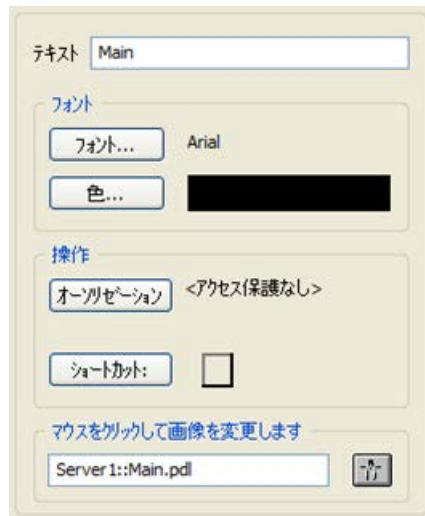 テキスト Main
フォント
フォント... Arial
色...
操作
オーソリゼーション <アクセス保護なし>
ショートカット:
マウスをクリックして画像を変更します
Server1::Main.pdl